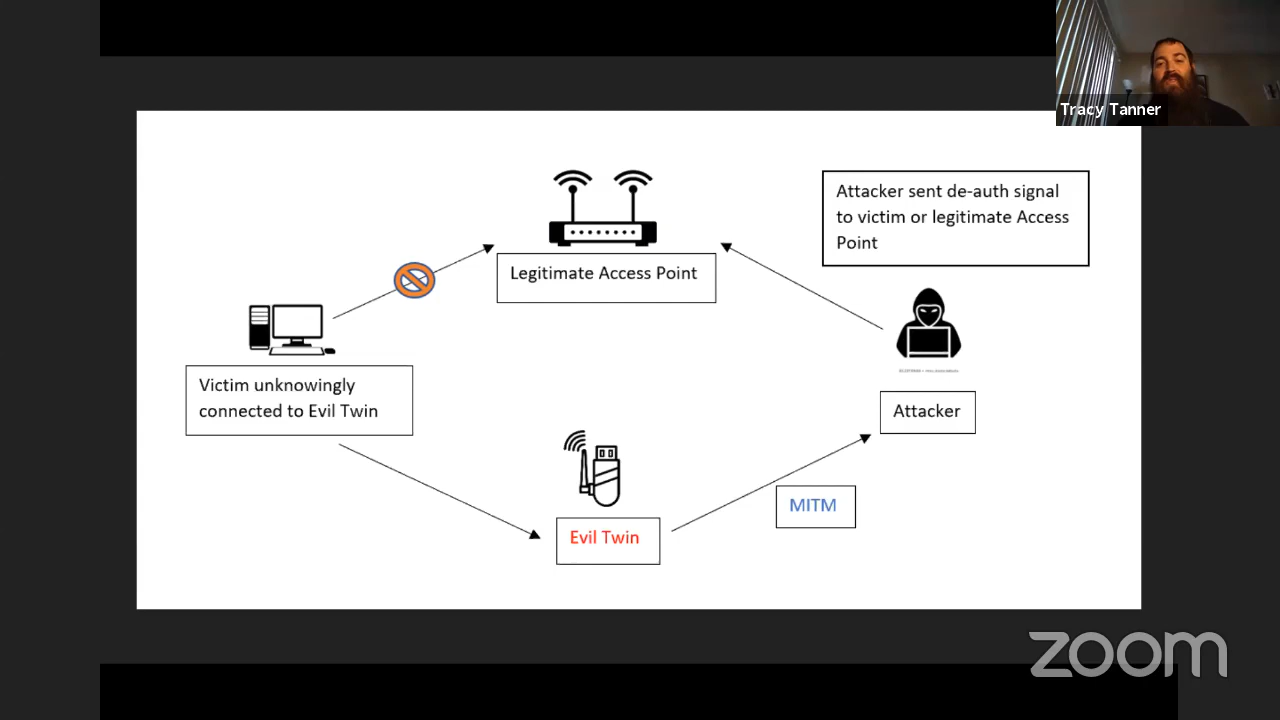 Tracy Tanner
Attacker sent de-auth signal
to victim or legitimate Access
Point
Legitimate Access Point
Victim unknowingly
connected to Evil Twin
Attacker
MITM
Evil Twin
zoom